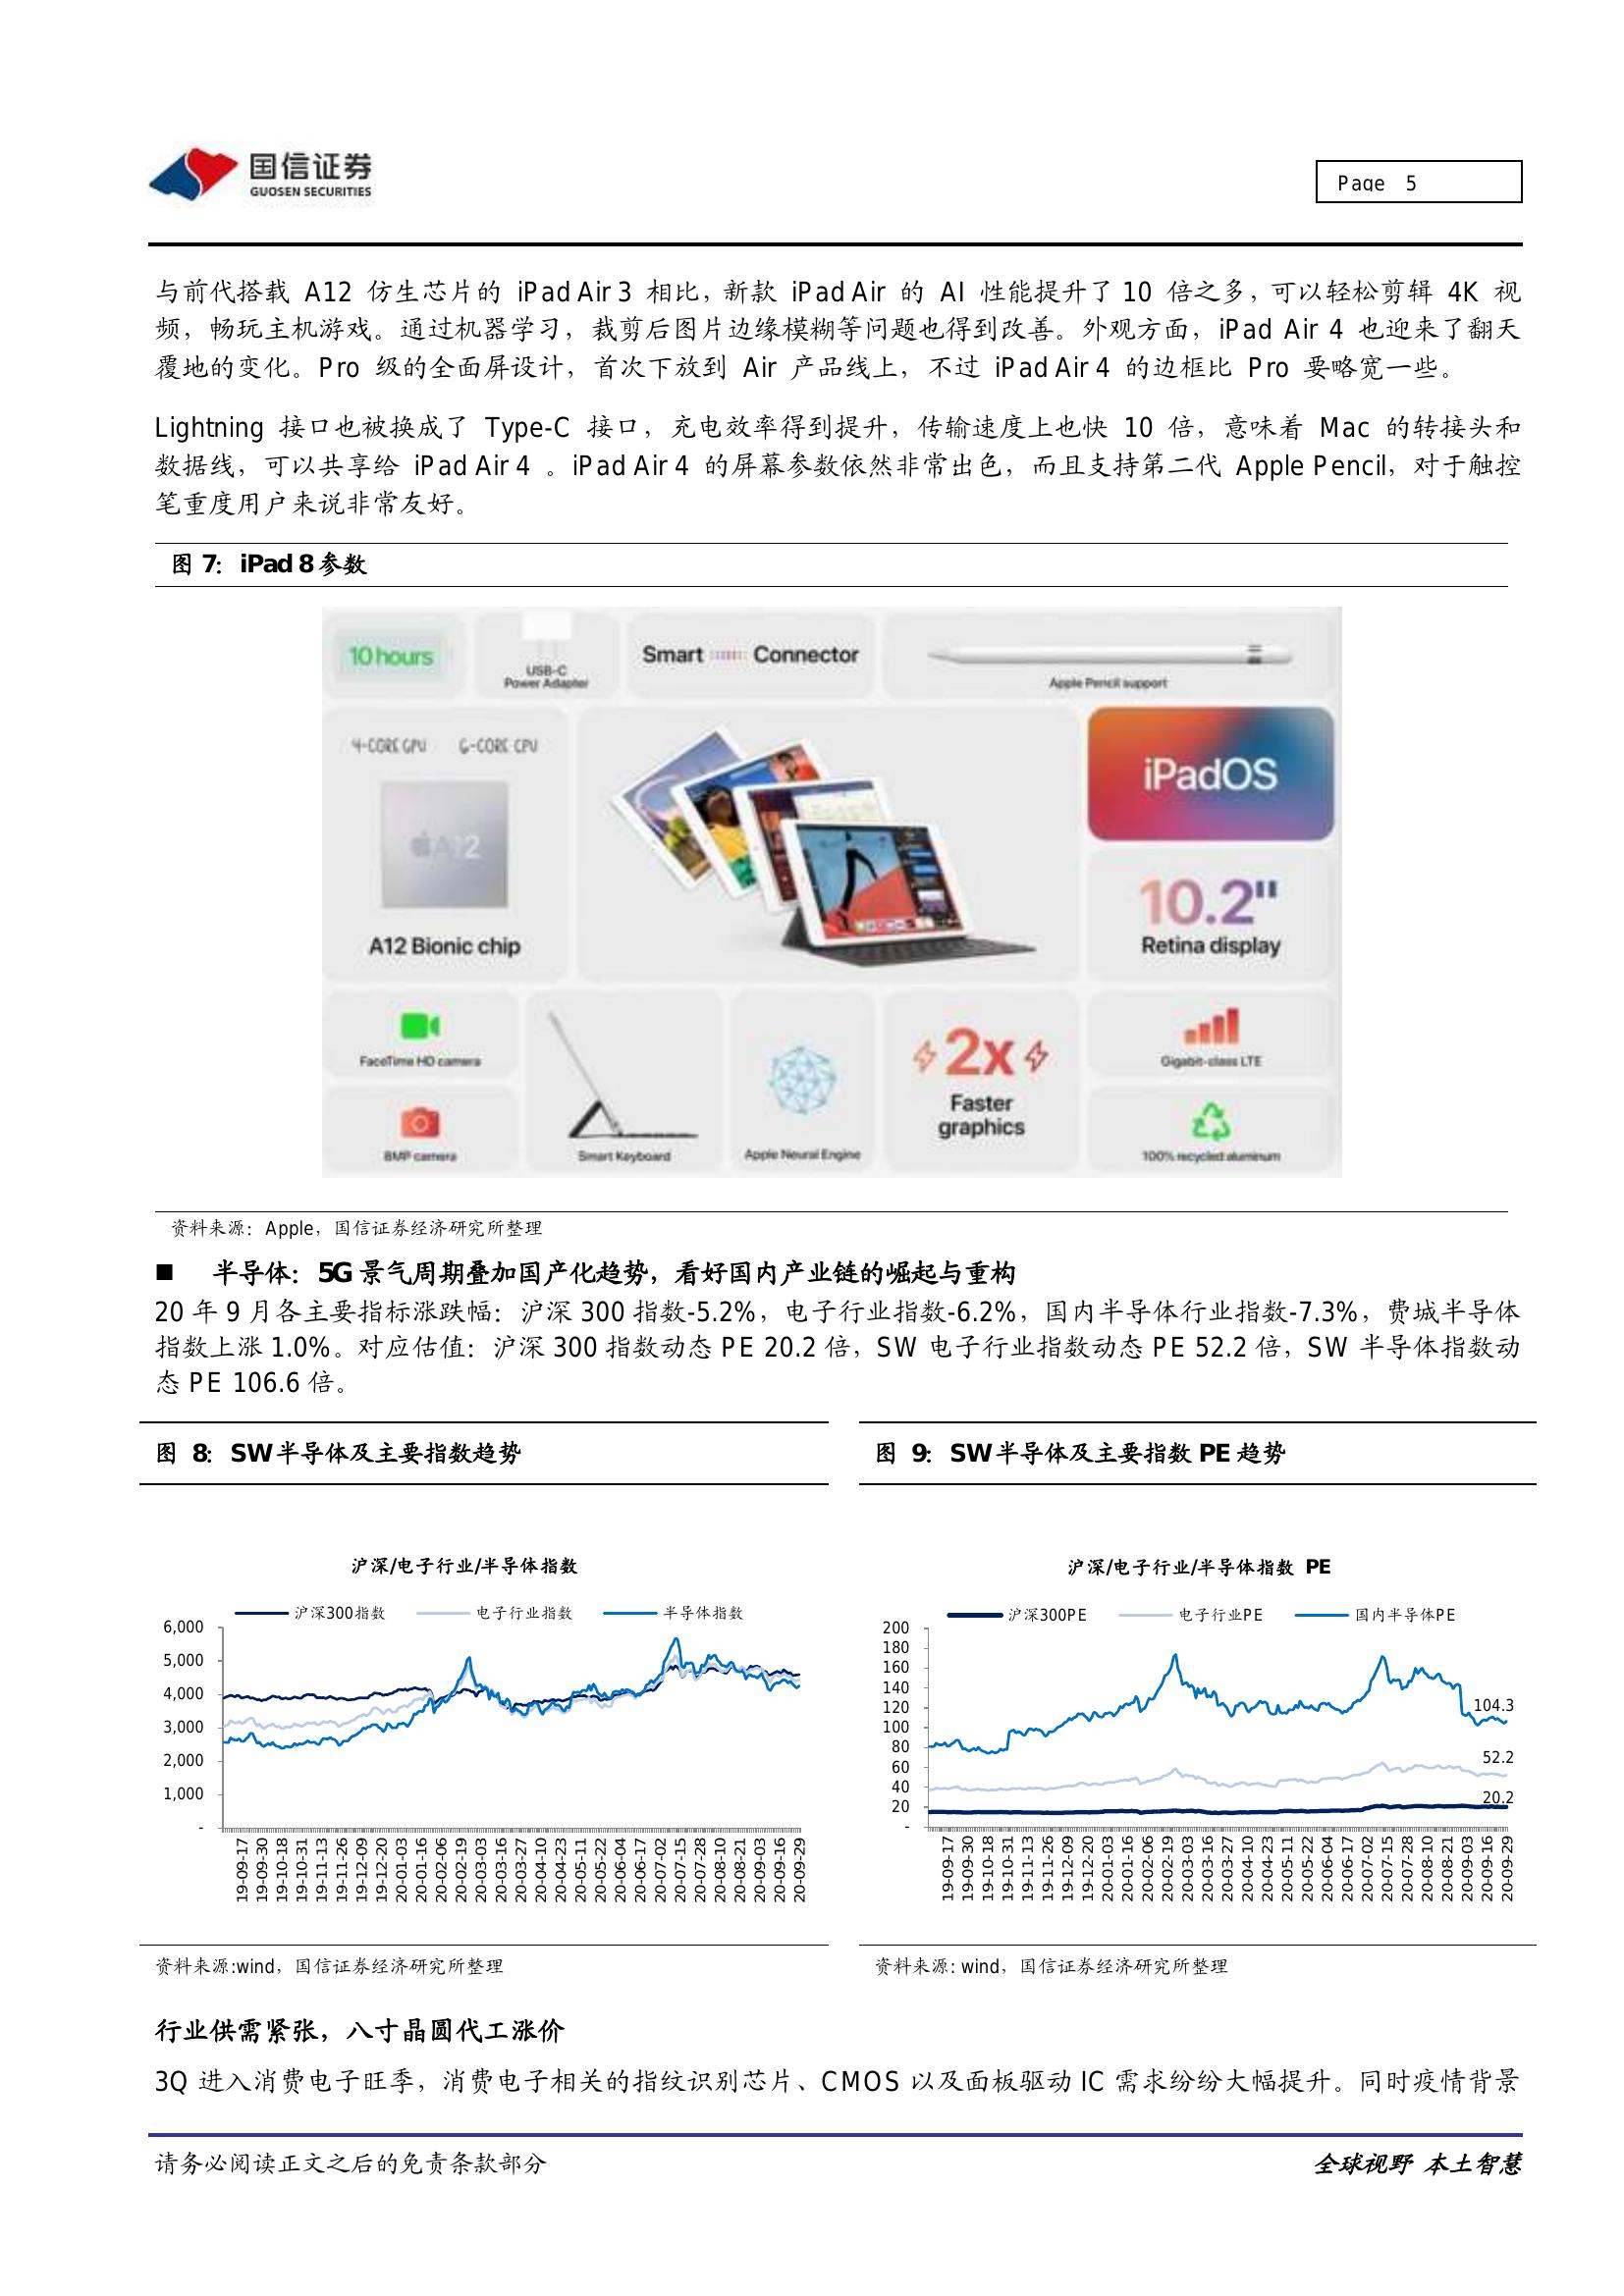 国信证券
GUOSEN SECURITIES
Page 5
与前代搭载 A12 仿生芯片的 iPad Air 3 相比，新款 iPad Air 的 AI 性能提升了 10 倍之多，可以轻松剪辑 4K 视
频，畅玩主机游戏。通过机器学习，裁剪后图片边缘模糊等问题也得到改善。外观方面，iPad Air 4 也迎来了翻天
覆地的变化。Pro 级的全面屏设计，首次下放到 Air 产品线上，不过 iPad Air 4 的边框比 Pro 要略宽一些。
Lightning 接口也被换成了 Type-C 接口，充电效率得到提升，传输速度上也快 10 倍，意味着 Mac 的转接头和
数据线，可以共享给 iPad Air 4 。iPad Air 4 的屏幕参数依然非常出色，而且支持第二代 Apple Pencil，对于触控
笔重度用户来说非常友好。
图 7：iPad 8 参数
10 hours
USB-C
Power Adapter
Smart Connector
Apple Pencil support
4-CORE GPU 6-CORE CPU
A12
A12 Bionic chip
iPadOS
10.2"
Retina display
FaceTime HD camera
8MP camera
Smart Keyboard
Apple Neural Engine
2x
Faster
graphics
Gigabit-class LTE
100% recycled aluminum
资料来源：Apple，国信证券经济研究所整理
■ 半导体：5G 景气周期叠加国产化趋势，看好国内产业链的崛起与重构
20 年 9 月各主要指标涨跌幅：沪深 300 指数-5.2%，电子行业指数-6.2%，国内半导体行业指数-7.3%，费城半导体
指数上涨 1.0%。对应估值：沪深 300 指数动态 PE 20.2 倍，SW 电子行业指数动态 PE 52.2 倍，SW 半导体指数动
态 PE 106.6 倍。
图 8：SW 半导体及主要指数趋势
沪深/电子行业/半导体指数
沪深300指数 电子行业指数 半导体指数
6,000
5,000
4,000
3,000
2,000
1,000
-
19-09-17
19-09-30
19-10-18
19-10-31
19-11-13
19-11-26
19-12-09
19-12-20
20-01-03
20-01-16
20-02-06
20-02-19
20-03-03
20-03-16
20-03-27
20-04-10
20-04-23
20-05-11
20-05-22
20-06-04
20-06-17
20-07-02
20-07-15
20-07-28
20-08-10
20-08-21
20-09-03
20-09-16
20-09-29
资料来源:wind，国信证券经济研究所整理
图 9：SW 半导体及主要指数 PE 趋势
沪深/电子行业/半导体指数 PE
沪深300PE 电子行业PE 国内半导体PE
200
180
160
140
120
100
80
60
40
20
-
104.3
52.2
20.2
19-09-17
19-09-30
19-10-18
19-10-31
19-11-13
19-11-26
19-12-09
19-12-20
20-01-03
20-01-16
20-02-06
20-02-19
20-03-03
20-03-16
20-03-27
20-04-10
20-04-23
20-05-11
20-05-22
20-06-04
20-06-17
20-07-02
20-07-15
20-07-28
20-08-10
20-08-21
20-09-03
20-09-16
20-09-29
资料来源: wind，国信证券经济研究所整理
行业供需紧张，八寸晶圆代工涨价
3Q 进入消费电子旺季，消费电子相关的指纹识别芯片、CMOS 以及面板驱动 IC 需求纷纷大幅提升。同时疫情背景
请务必阅读正文之后的免责条款部分
全球视野 本土智慧